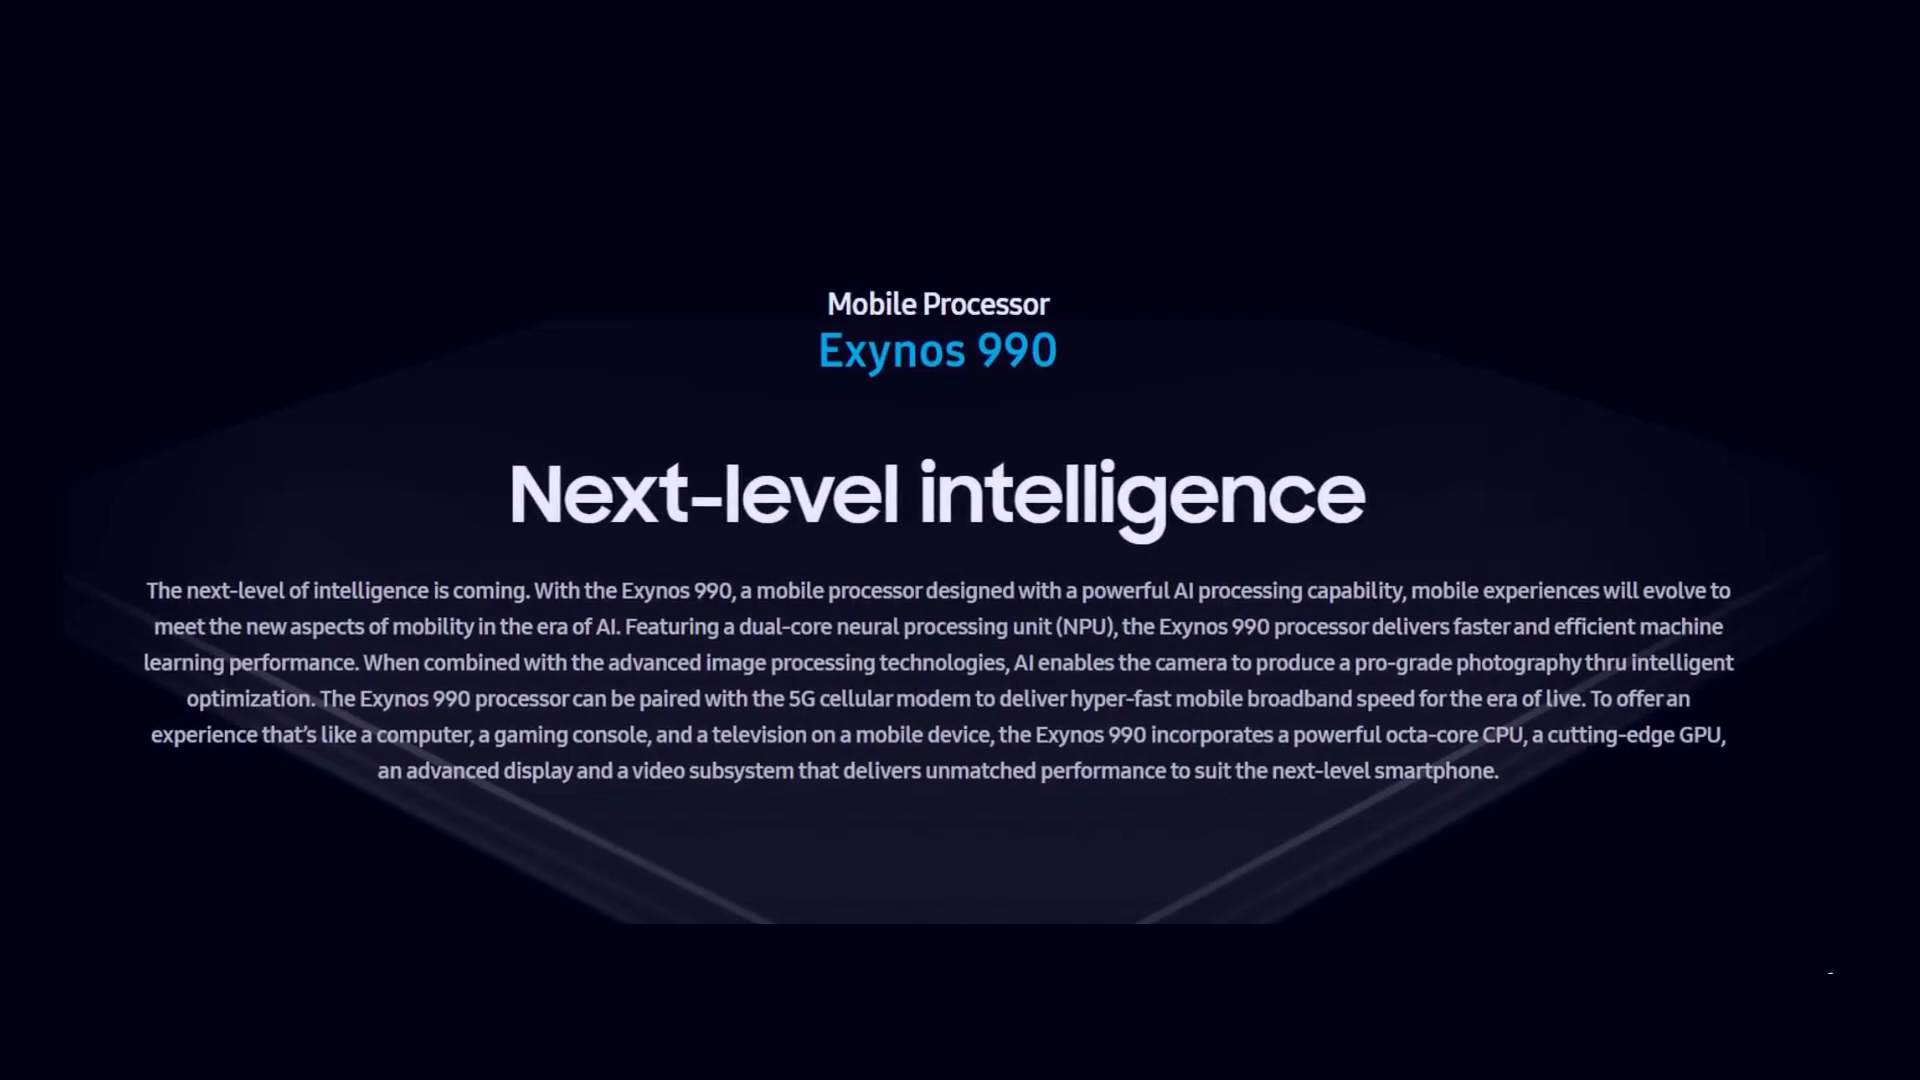 Mobile Processor
Exynos 990
Next-level intelligence
The next-level of intelligence is coming. With the Exynos 990, a mobile processor designed with a powerful AI processing capability, mobile experiences will evolve to
meet the new aspects of mobility in the era of AI. Featuring a dual-core neural processing unit (NPU), the Exynos 990 processor delivers faster and efficient machine
learning performance. When combined with the advanced image processing technologies, AI enables the camera to produce a pro-grade photography thru intelligent
optimization. The Exynos 990 processor can be paired with the 5G cellular modem to deliver hyper-fast mobile broadband speed for the era of live. To offer an
experience that’s like a computer, a gaming console, and a television on a mobile device, the Exynos 990 incorporates a powerful octa-core CPU, a cutting-edge GPU,
an advanced display and a video subsystem that delivers unmatched performance to suit the next-level smartphone.